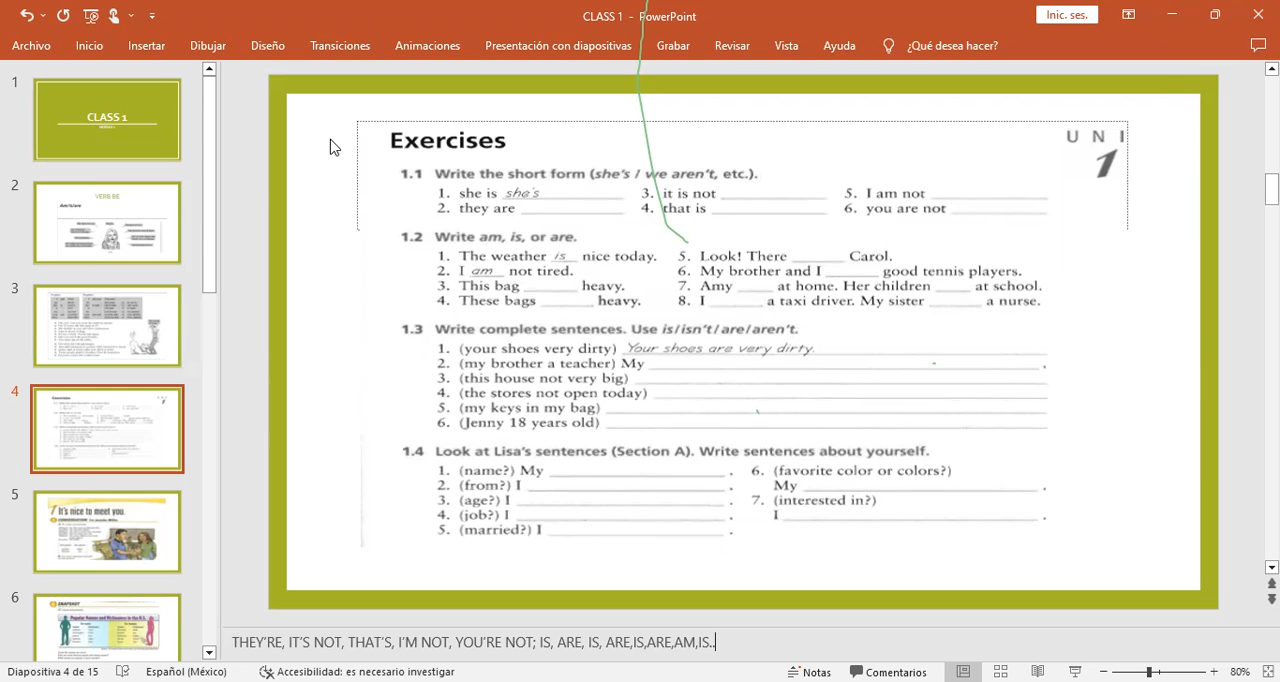 CLASS 1 - PowerPoint
Inic. ses.
Archivo Inicio Insertar Dibujar Diseño Transiciones Animaciones Presentación con diapositivas Grabar Revisar Vista Ayuda ¿Qué desea hacer?
1
CLASS 1
2
VERB BE
3
4
Exercises
5
1 It's nice to meet you.
CONVERSATION
6
SNAPSHOT
Popular Names and Nicknames in the U.S.
Exercises
U N I
1
1.1 Write the short form (she's / we aren't, etc.).
1. she is she's 3. it is not 5. I am not
2. they are 4. that is 6. you are not
1.2 Write am, is, or are.
1. The weather is nice today. 5. Look! There Carol.
2. I am not tired. 6. My brother and I good tennis players.
3. This bag heavy. 7. Amy at home. Her children at school.
4. These bags heavy. 8. I a taxi driver. My sister a nurse.
1.3 Write complete sentences. Use is/isn't/are/aren't.
1. (your shoes very dirty) Your shoes are very dirty.
2. (my brother a teacher) My .
3. (this house not very big)
4. (the stores not open today)
5. (my keys in my bag)
6. (Jenny 18 years old)
1.4 Look at Lisa's sentences (Section A). Write sentences about yourself.
1. (name?) My . 6. (favorite color or colors?)
2. (from?) I . My .
3. (age?) I . 7. (interested in?)
4. (job?) I . I .
5. (married?) I .
THEY'RE, IT'S NOT, THAT'S, I'M NOT, YOU'RE NOT; IS, ARE, IS, ARE,IS,ARE,AM,IS..
Diapositiva 4 de 15 Español (México) Accesibilidad: es necesario investigar Notas Comentarios 80%